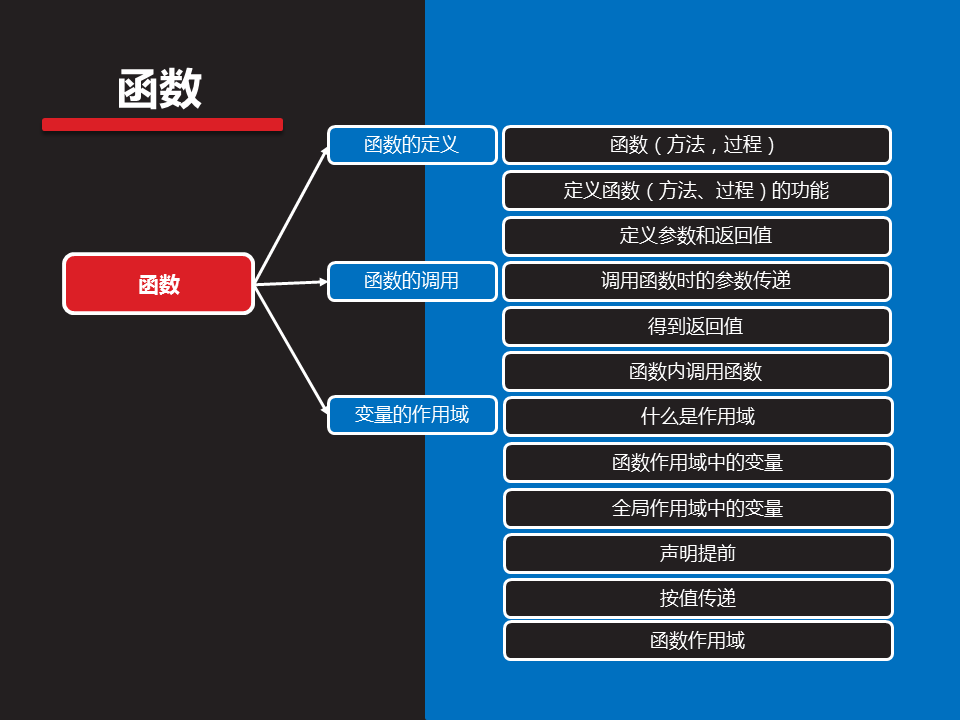 函数
函数
函数的定义
函数（方法，过程）
定义函数（方法、过程）的功能
定义参数和返回值
函数的调用
调用函数时的参数传递
得到返回值
函数内调用函数
变量的作用域
什么是作用域
函数作用域中的变量
全局作用域中的变量
声明提前
按值传递
函数作用域